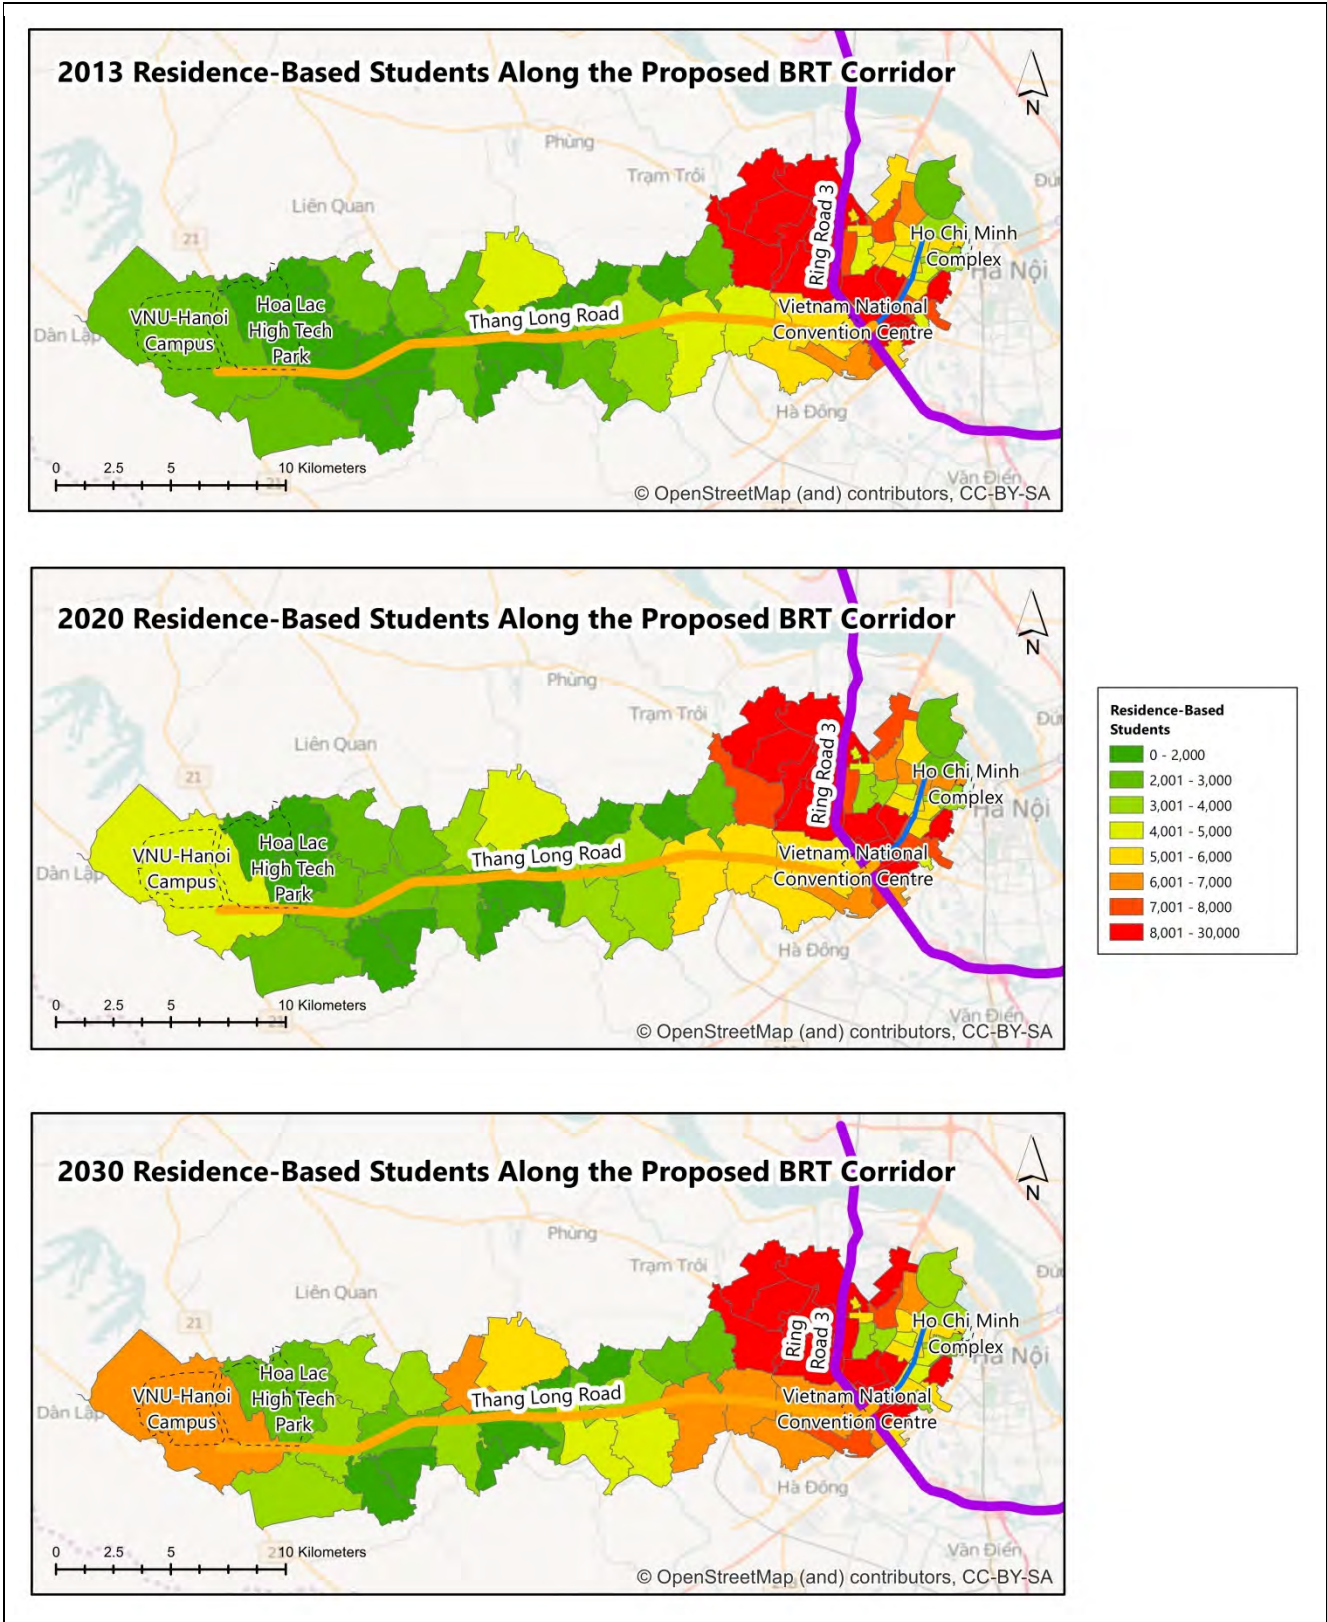 2013 Residence-Based Students Along the Proposed BRT Corridor
N
Phùng
Trạm Trôi
Liên Quan
21
Ring Road 3
Ho Chi Minh
Complex
Hà Nội
VNU-Hanoi
Campus
Hoa Lac
High Tech
Park
Thang Long Road
Vietnam National
Convention Centre
Hà Đông
Văn Điển
0 2.5 5 10 Kilometers
21
© OpenStreetMap (and) contributors, CC-BY-SA
2020 Residence-Based Students Along the Proposed BRT Corridor
N
Phùng
Trạm Trôi
Liên Quan
21
Ring Road 3
Ho Chi Minh
Complex
Hà Nội
VNU-Hanoi
Campus
Hoa Lac
High Tech
Park
Thang Long Road
Vietnam National
Convention Centre
Hà Đông
Văn Điển
0 2.5 5 10 Kilometers
21
© OpenStreetMap (and) contributors, CC-BY-SA
Residence-Based
Students
0 - 2,000
2,001 - 3,000
3,001 - 4,000
4,001 - 5,000
5,001 - 6,000
6,001 - 7,000
7,001 - 8,000
8,001 - 30,000
2030 Residence-Based Students Along the Proposed BRT Corridor
N
Phùng
Trạm Trôi
Liên Quan
21
Ring
Road 3
Ho Chi Minh
Complex
Hà Nội
VNU-Hanoi
Campus
Hoa Lac
High Tech
Park
Thang Long Road
Vietnam National
Convention Centre
Hà Đông
Văn Điển
0 2.5 5 10 Kilometers
21
© OpenStreetMap (and) contributors, CC-BY-SA